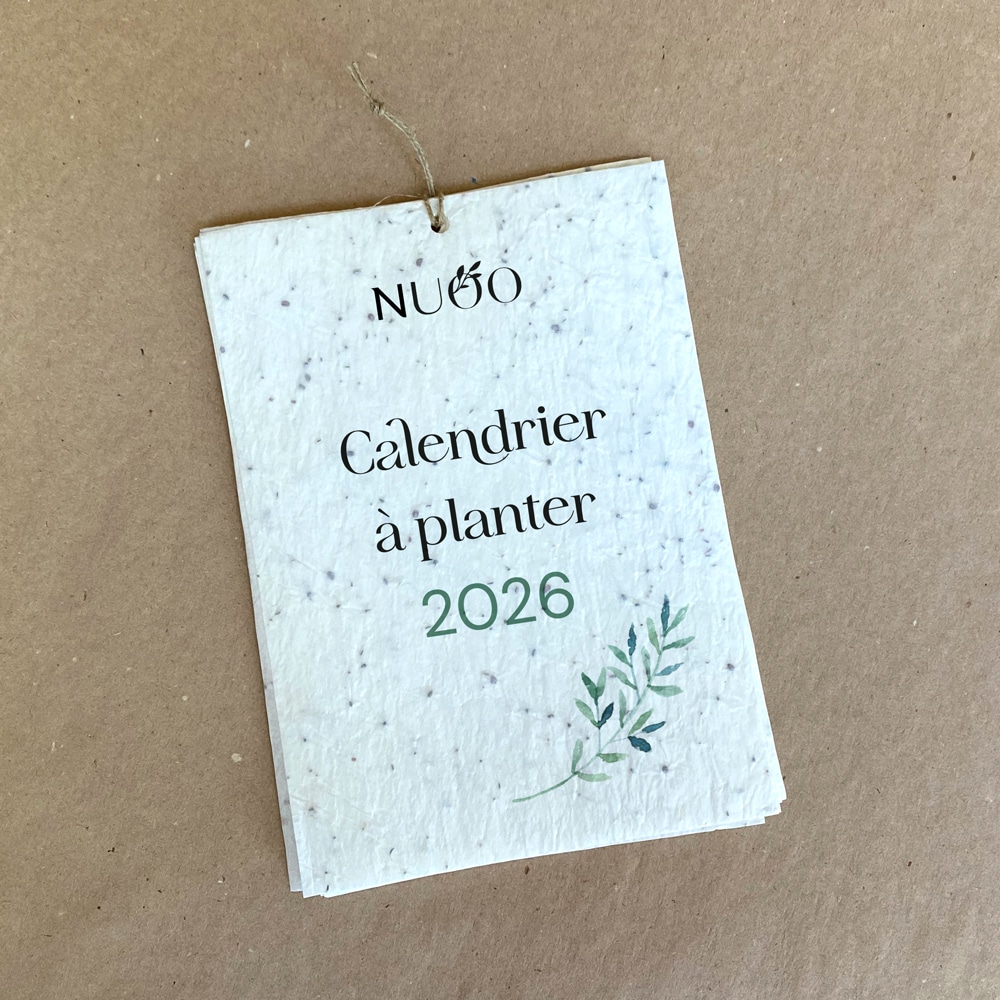 NUOO
Calendrier
à planter
2026